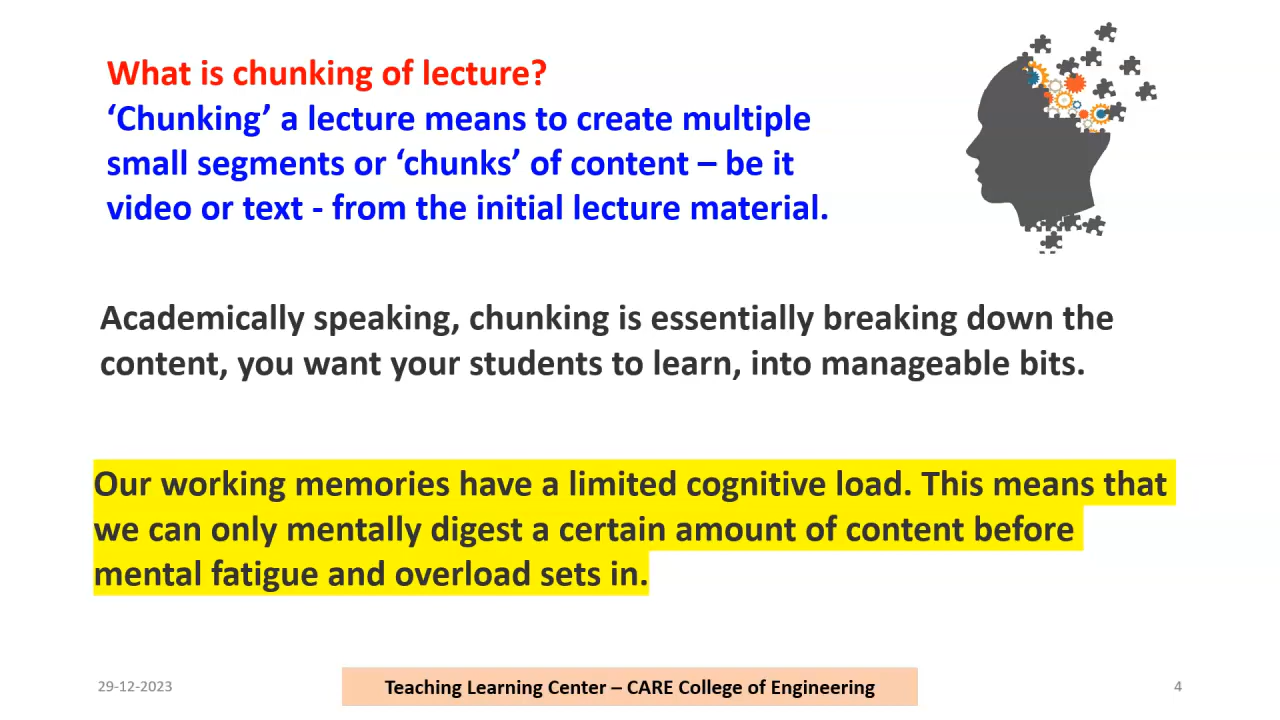 What is chunking of lecture?
‘Chunking’ a lecture means to create multiple
small segments or ‘chunks’ of content – be it
video or text - from the initial lecture material.
Academically speaking, chunking is essentially breaking down the
content, you want your students to learn, into manageable bits.
Our working memories have a limited cognitive load. This means that
we can only mentally digest a certain amount of content before
mental fatigue and overload sets in.
29-12-2023
Teaching Learning Center – CARE College of Engineering
4